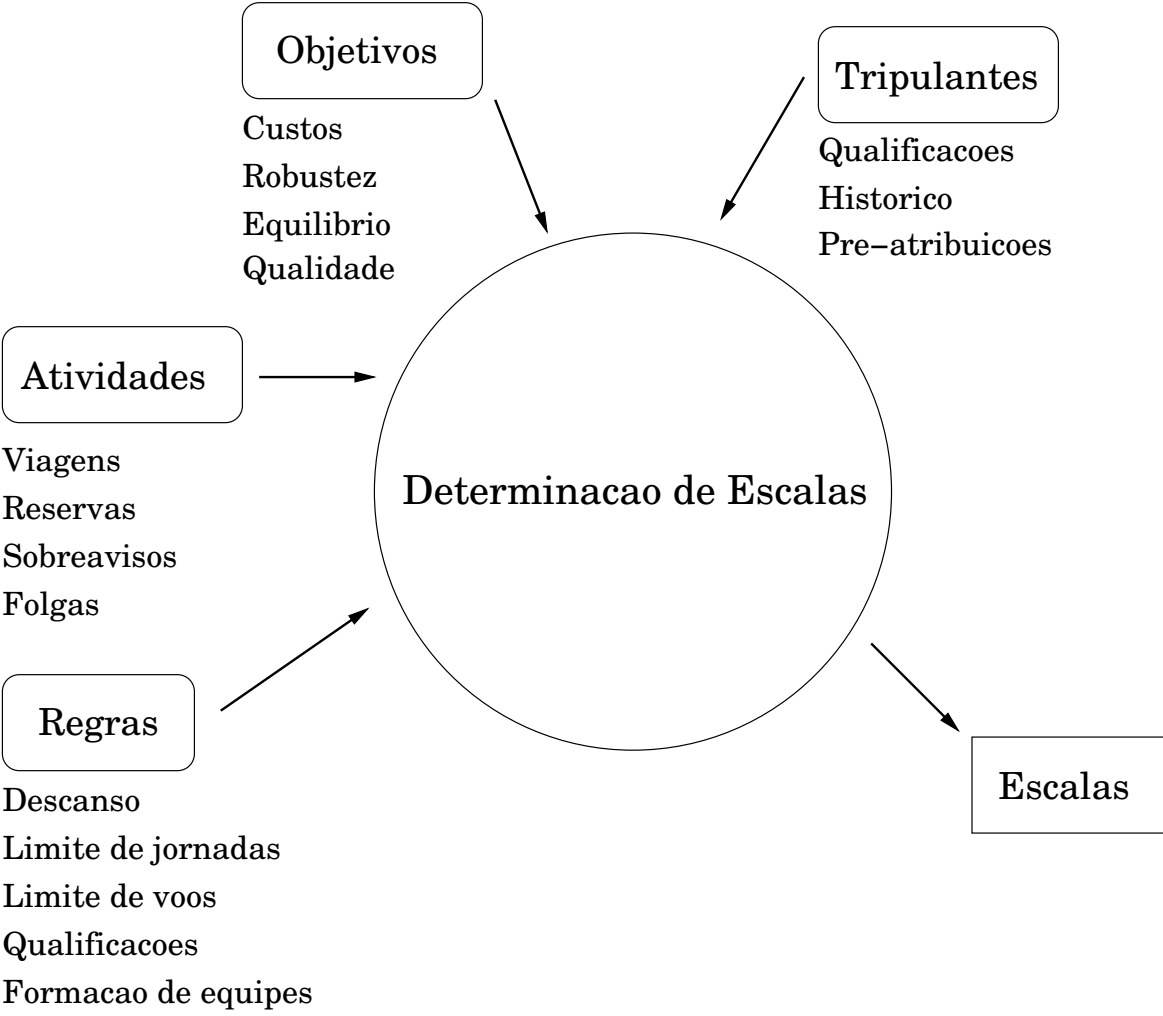 Objetivos
Custos
Robustez
Equilibrio
Qualidade
Tripulantes
Qualificacoes
Historico
Pre-atribuicoes
Atividades
Viagens
Reservas
Sobreavisos
Folgas
Determinacao de Escalas
Regras
Descanso
Limite de jornadas
Limite de voos
Qualificacoes
Formacao de equipes
Escalas